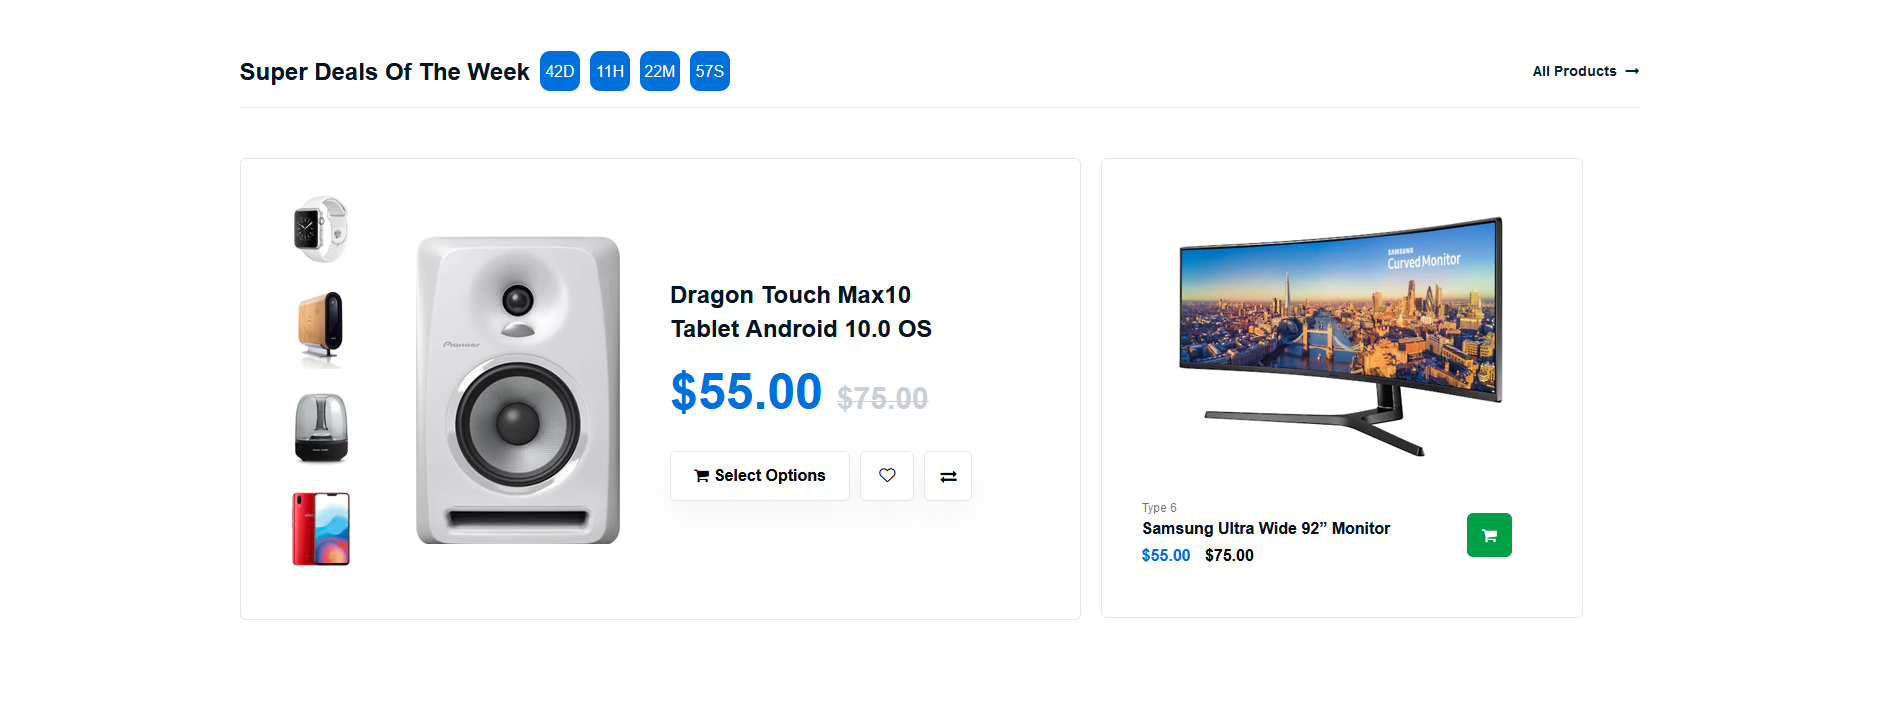 Super Deals Of The Week 42D 11H 22M 57S
All Products
Pioneer
Dragon Touch Max10
Tablet Android 10.0 OS
$55.00 $75.00
Select Options
SAMSUNG
Curved Monitor
Type 6
Samsung Ultra Wide 92” Monitor
$55.00 $75.00